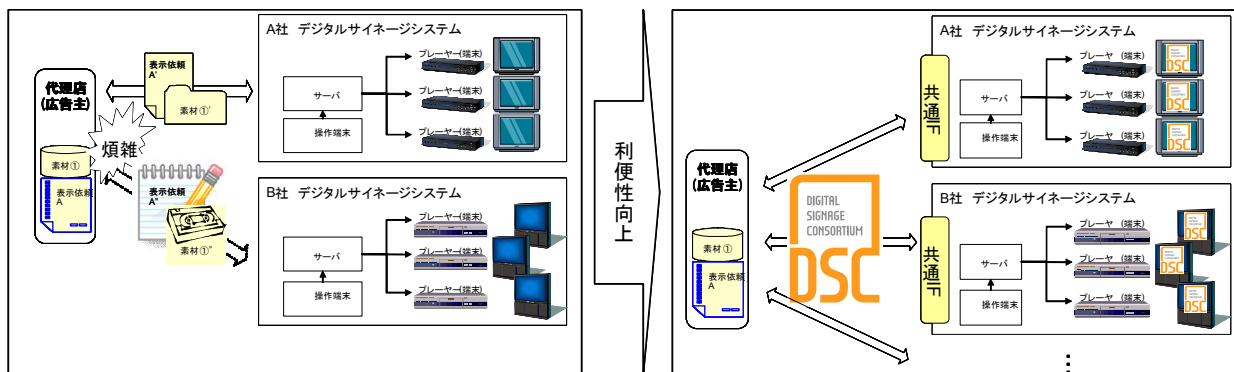 A社 デジタルサイネージシステム
プレーヤー(端末)
プレーヤー(端末)
プレーヤー(端末)
サーバ
操作端末
代理店
(広告主)
表示依頼
A'
素材①'
煩雑
素材①
表示依頼
A
表示依頼
A"
素材①"
B社 デジタルサイネージシステム
プレーヤー(端末)
プレーヤー(端末)
プレーヤー(端末)
サーバ
操作端末
利便性向上
代理店
(広告主)
素材①
表示依頼
A
DIGITAL
SIGNAGE
CONSORTIUM
DSC
A社 デジタルサイネージシステム
共通IF
プレーヤ (端末)
プレーヤ (端末)
プレーヤ (端末)
サーバ
操作端末
DSC
DSC
DSC
B社 デジタルサイネージシステム
共通IF
プレーヤ (端末)
プレーヤ (端末)
プレーヤ (端末)
サーバ
操作端末
DSC
DSC
DSC
⋮